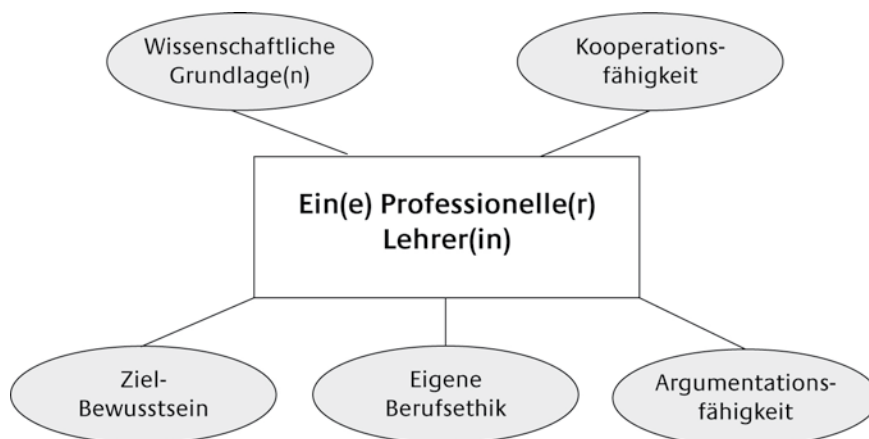 Wissenschaftliche
Grundlage(n)
Kooperations-
fähigkeit
Ein(e) Professionelle(r)
Lehrer(in)
Ziel-
Bewusstsein
Eigene
Berufsethik
Argumentations-
fähigkeit